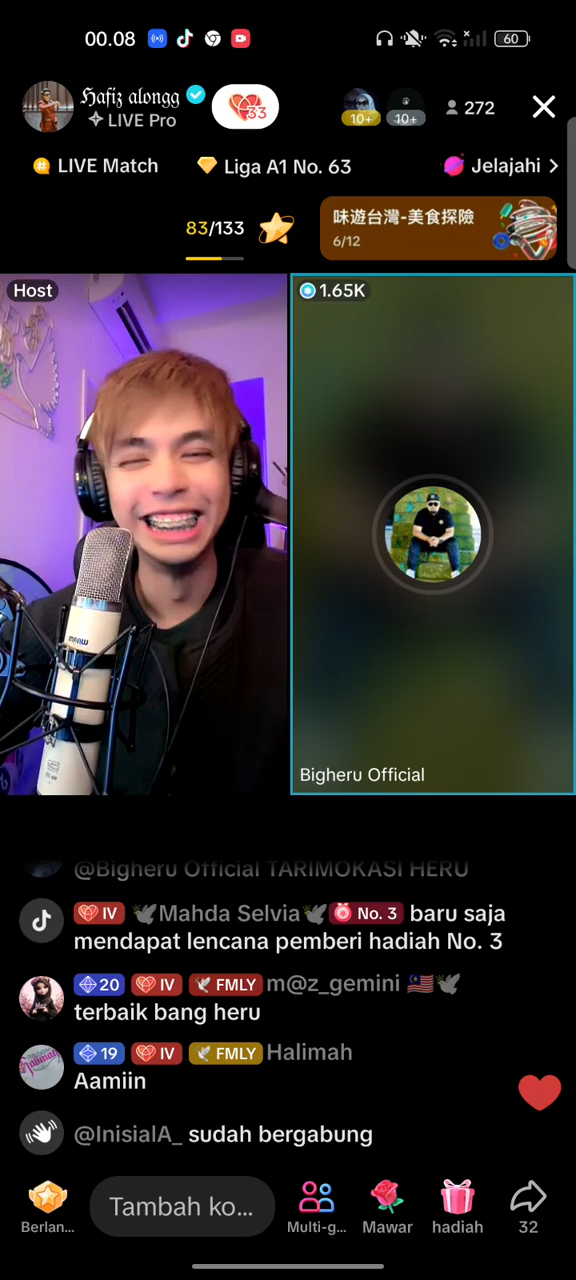 00.08
60
Hafiz alongg
LIVE Pro
33
10+
10+
272
LIVE Match
Liga A1 No. 63
Jelajahi
83/133
味遊台灣-美食探險
6/12
Host
1.65K
Bigheru Official
@Bigheru Official TARIMOKASI HERU
IV 🕊Mahda Selvia🕊 No. 3 baru saja
mendapat lencana pemberi hadiah No. 3
20 IV FMLY m@z_gemini 🇲🇾🕊
terbaik bang heru
19 IV FMLY Halimah
Aamiin
@InisialA_ sudah bergabung
Berlan...
Tambah ko...
Multi-g...
Mawar
hadiah
32